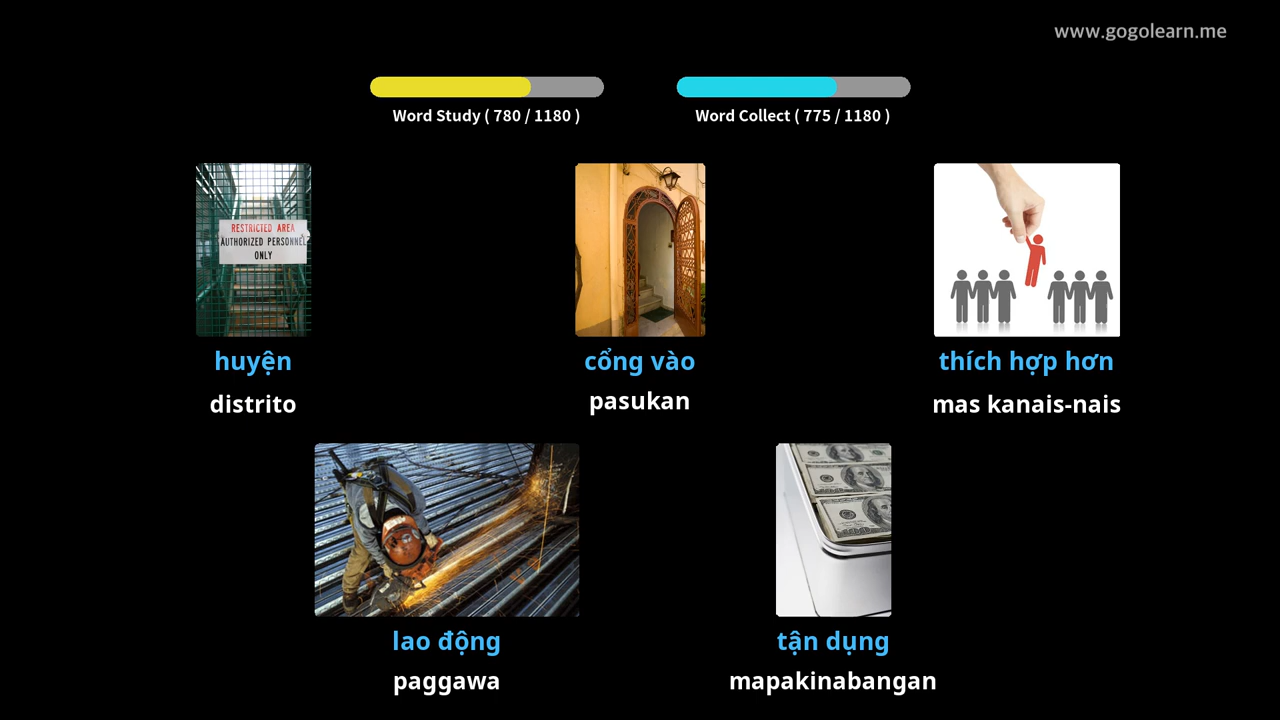 www.gogolearn.me
Word Study ( 780 / 1180 )
Word Collect ( 775 / 1180 )
RESTRICTED AREA
AUTHORIZED PERSONNEL
ONLY
huyện
distrito
cổng vào
pasukan
thích hợp hơn
mas kanais-nais
lao động
paggawa
tận dụng
mapakinabangan